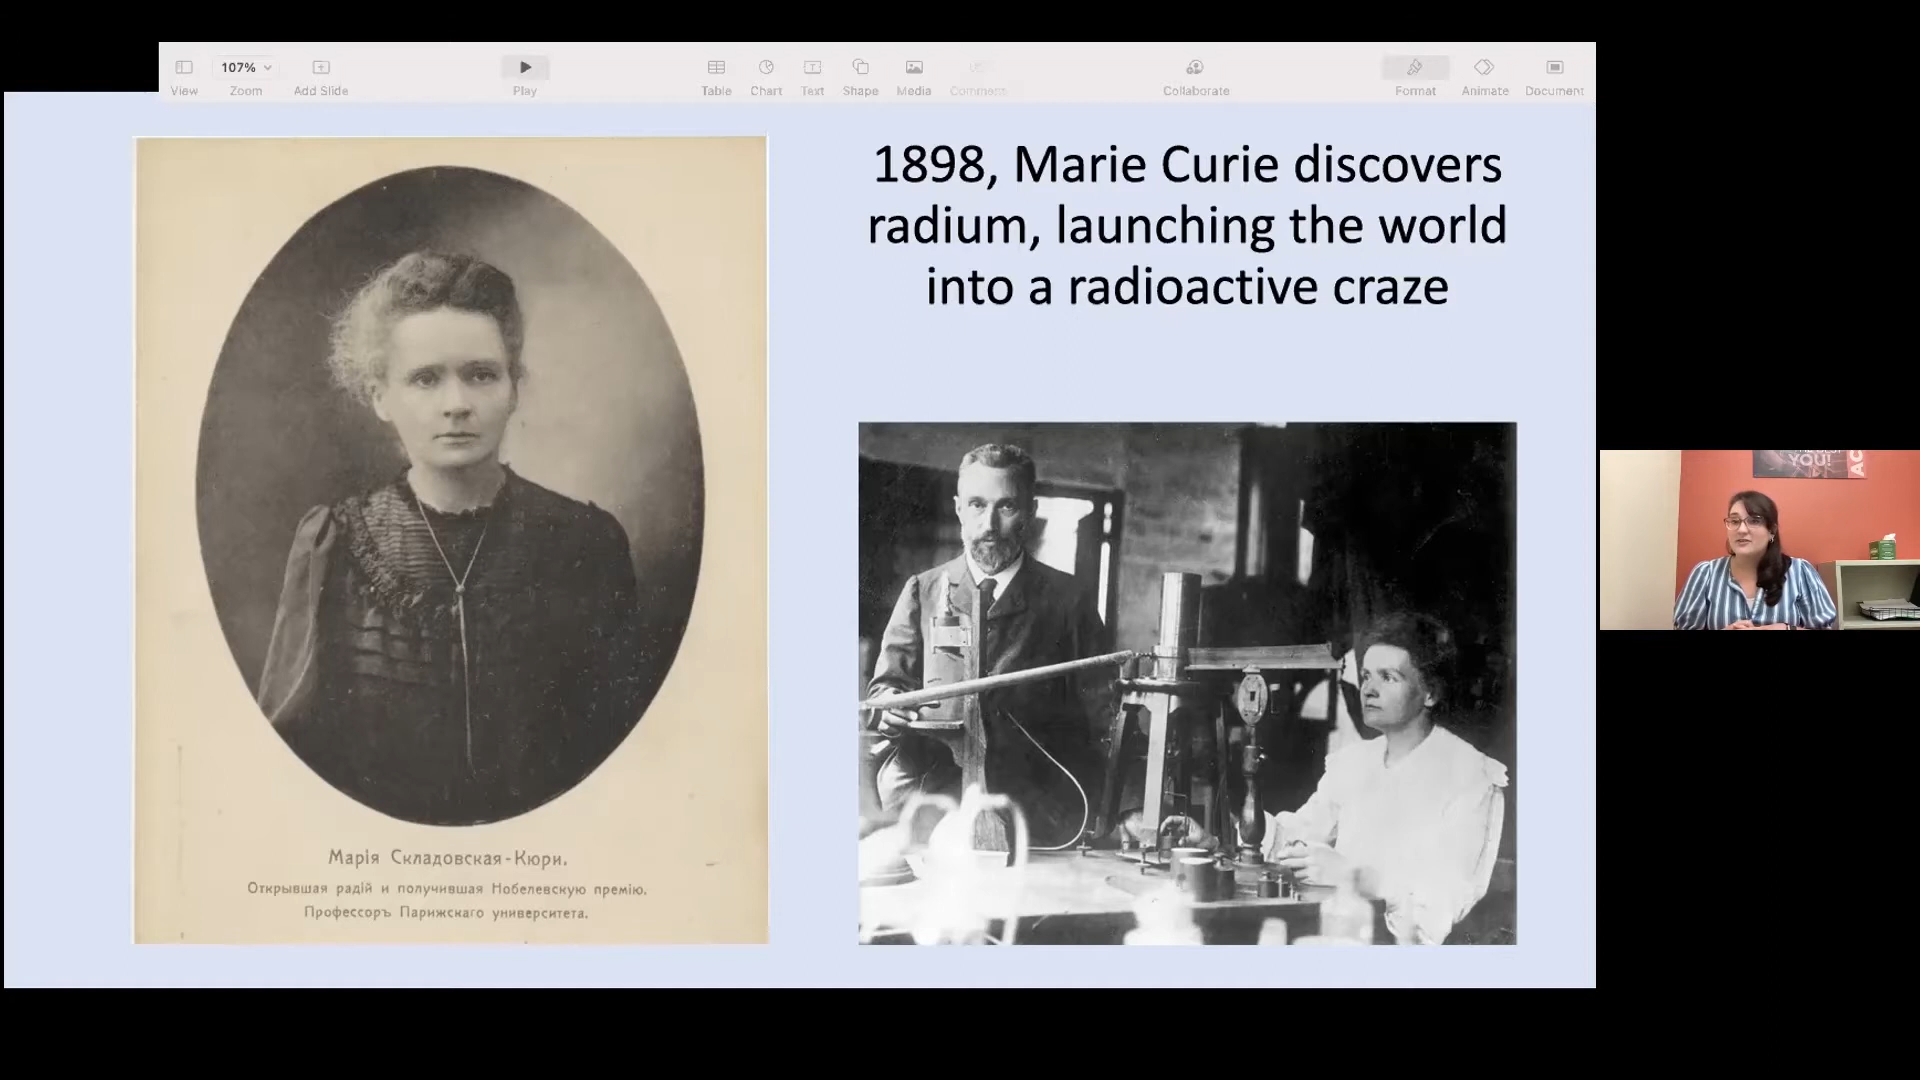 107%
View
Zoom
Add Slide
Play
Table
Chart
Text
Shape
Media
Comment
Collaborate
Format
Animate
Document
1898, Marie Curie discovers
radium, launching the world
into a radioactive craze
Марія Складовская-Кюри.
Открывшая радій и получившая Нобелевскую премію.
Профессоръ Парижскаго университета.
YOU!
AC